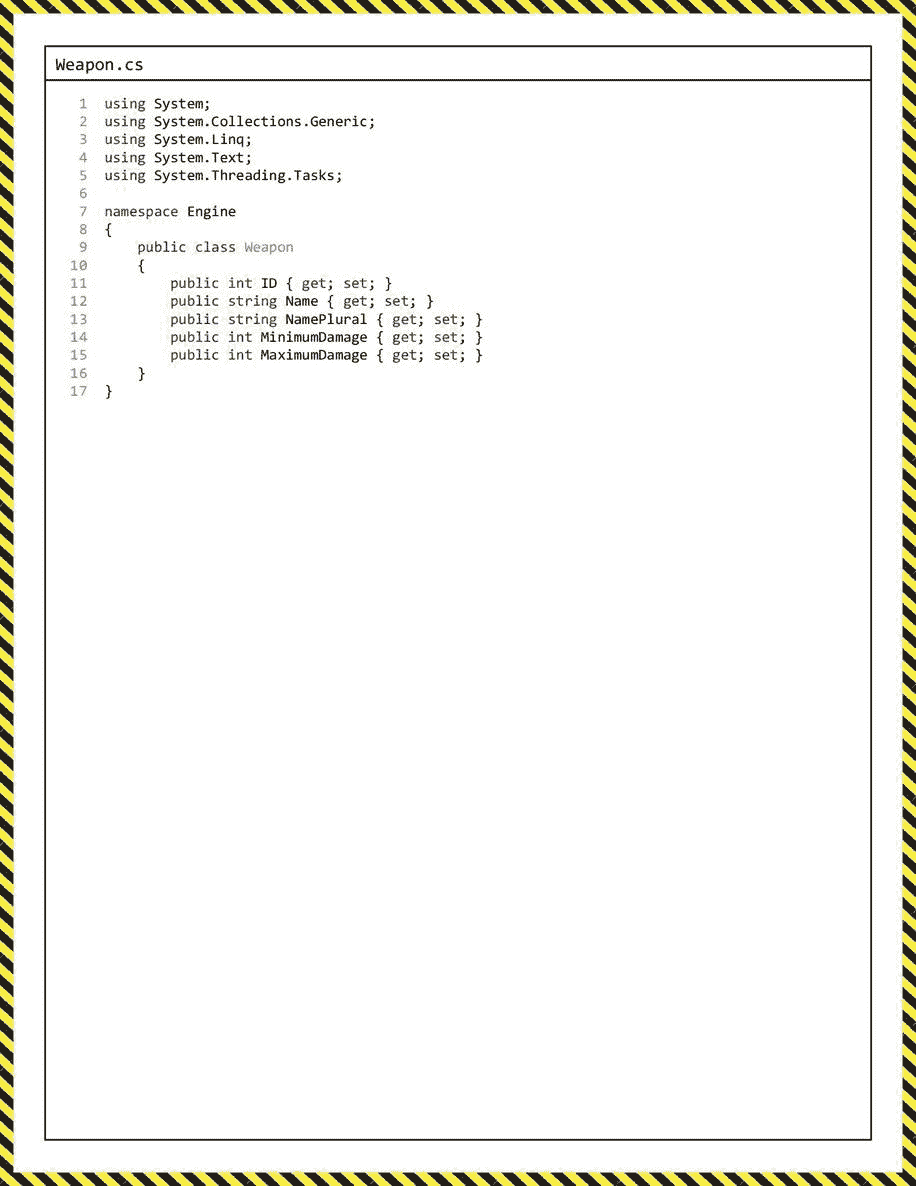 Weapon.cs
1 using System;
2 using System.Collections.Generic;
3 using System.Linq;
4 using System.Text;
5 using System.Threading.Tasks;
6
7 namespace Engine
8 {
9     public class Weapon
10     {
11         public int ID { get; set; }
12         public string Name { get; set; }
13         public string NamePlural { get; set; }
14         public int MinimumDamage { get; set; }
15         public int MaximumDamage { get; set; }
16     }
17 }